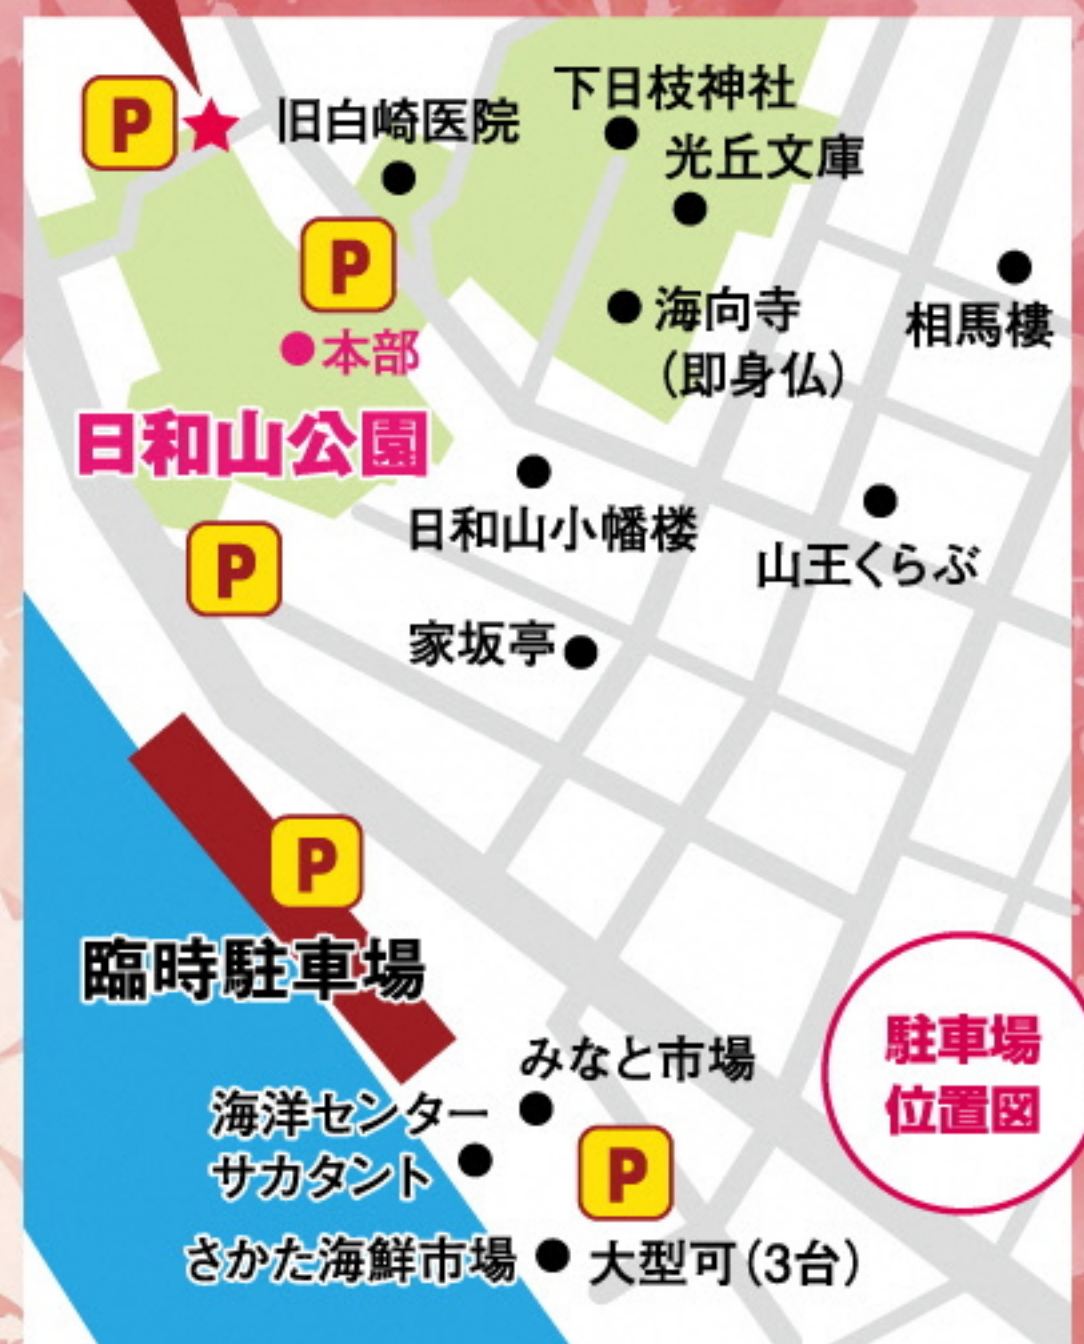 下日枝神社
P
旧白崎医院
光丘文庫
P
海向寺
(即身仏)
相馬樓
本部
日和山公園
日和山小幡楼
山王くらぶ
P
家坂亭
P
臨時駐車場
駐車場
位置図
みなと市場
海洋センター
サカタント
P
さかた海鮮市場
大型可(3台)